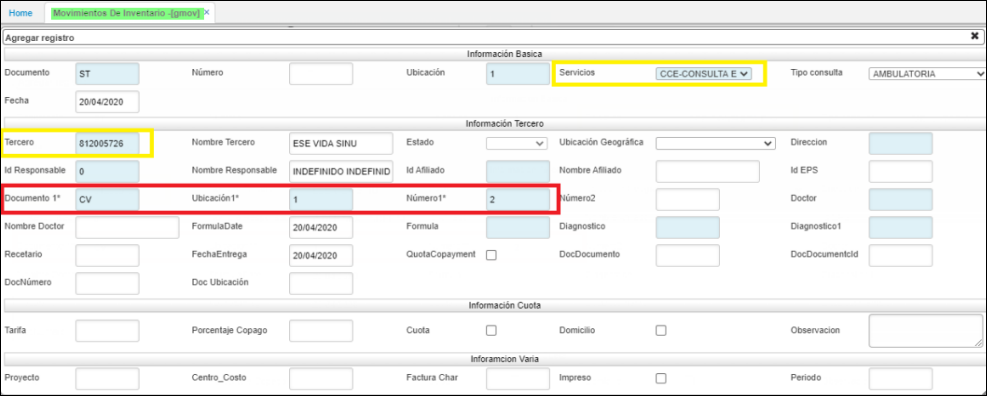 Home Movimientos De Inventario -[gmov] ×
Agregar registro ✖
Información Basica
Documento ST Número Ubicación 1 Servicios CCE-CONSULTA E Tipo consulta AMBULATORIA
Fecha 20/04/2020
Información Tercero
Tercero 812005726 Nombre Tercero ESE VIDA SINU Estado Ubicación Geográfica Direccion
Id Responsable 0 Nombre Responsable INDEFINIDO INDEFINID Id Afiliado Nombre Afiliado Id EPS
Documento 1* CV Ubicación1* 1 Número1* 2 Número2 Doctor
Nombre Doctor FormulaDate 20/04/2020 Formula Diagnostico Diagnostico1
Recetario FechaEntrega 20/04/2020 QuotaCopayment DocDocumento DocDocumentcId
DocNúmero Doc Ubicación
Información Cuota
Tarifa Porcentaje Copago Cuota Domicilio Observacion
Inforamcion Varia
Proyecto Centro_Costo Factura Char Impreso Periodo